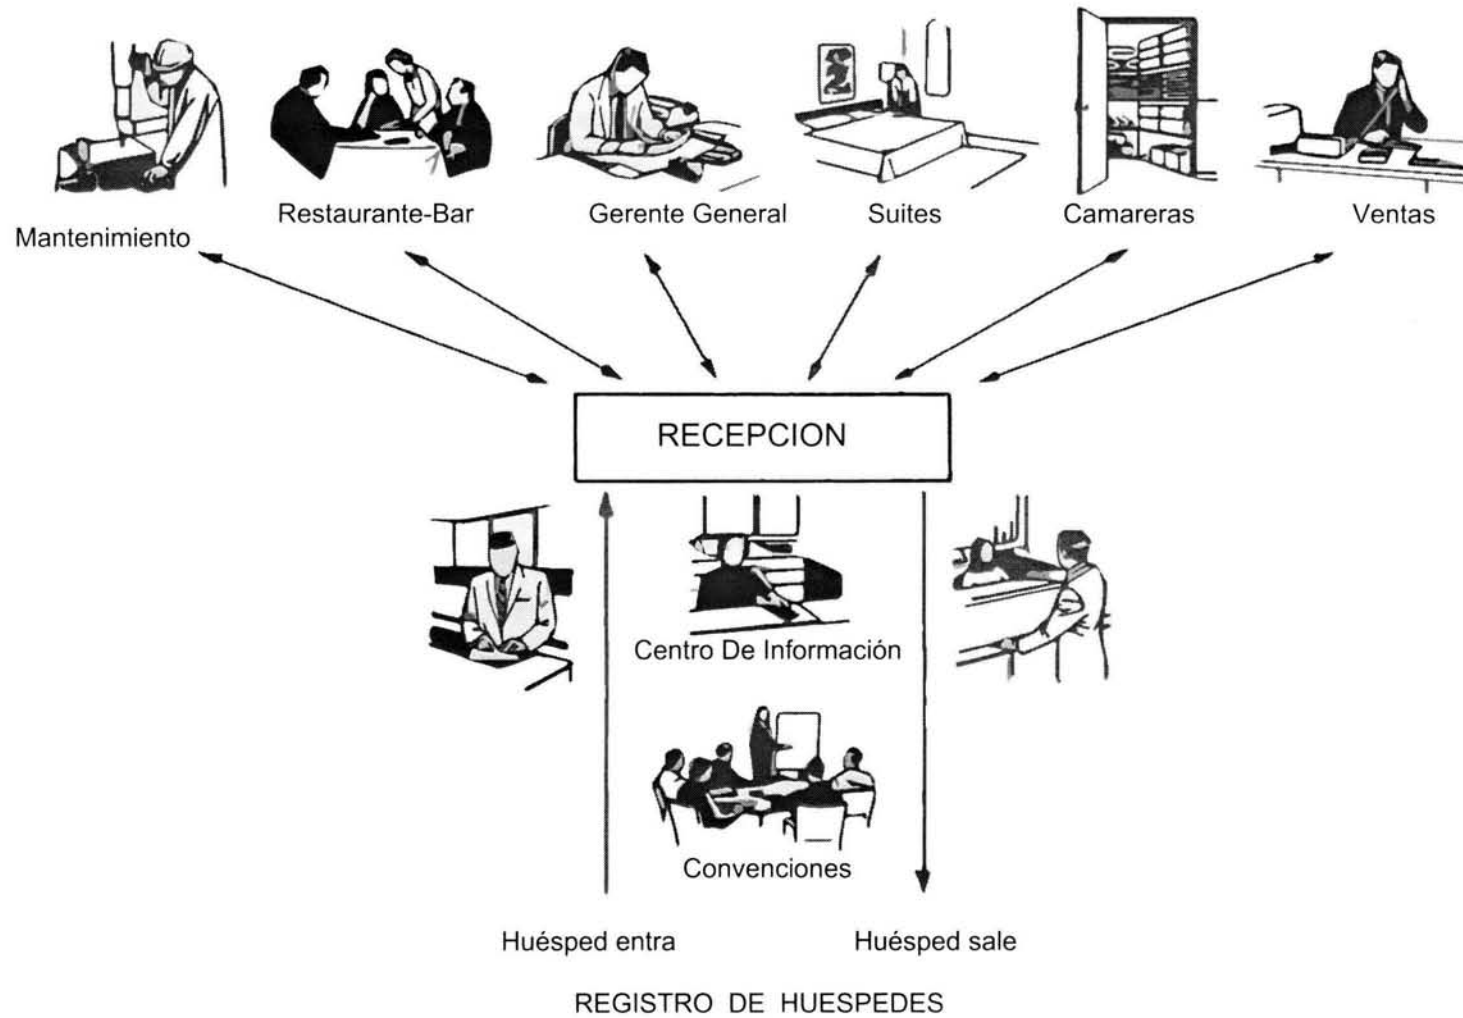 Restaurante-Bar
Gerente General
Suites
Camareras
Ventas
Mantenimiento
RECEPCION
Centro De Información
Convenciones
Huésped entra
Huésped sale
REGISTRO DE HUESPEDES